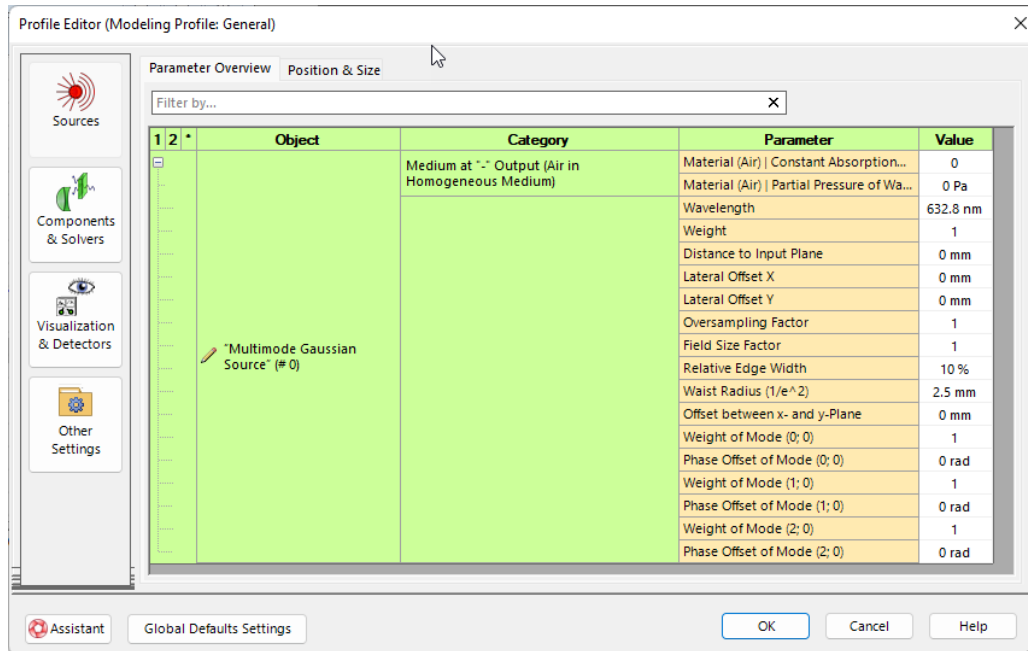 Profile Editor (Modeling Profile: General)
Sources
Components
& Solvers
Visualization
& Detectors
Other
Settings
Parameter Overview
Position & Size
Filter by...
1 2 * Object Category Parameter Value
"Multimode Gaussian
Source" (# 0)
Medium at "-" Output (Air in
Homogeneous Medium)
Material (Air) | Constant Absorption... 0
Material (Air) | Partial Pressure of Wa... 0 Pa
Wavelength 632.8 nm
Weight 1
Distance to Input Plane 0 mm
Lateral Offset X 0 mm
Lateral Offset Y 0 mm
Oversampling Factor 1
Field Size Factor 1
Relative Edge Width 10 %
Waist Radius (1/e^2) 2.5 mm
Offset between x- and y-Plane 0 mm
Weight of Mode (0; 0) 1
Phase Offset of Mode (0; 0) 0 rad
Weight of Mode (1; 0) 1
Phase Offset of Mode (1; 0) 0 rad
Weight of Mode (2; 0) 1
Phase Offset of Mode (2; 0) 0 rad
Assistant
Global Defaults Settings
OK
Cancel
Help